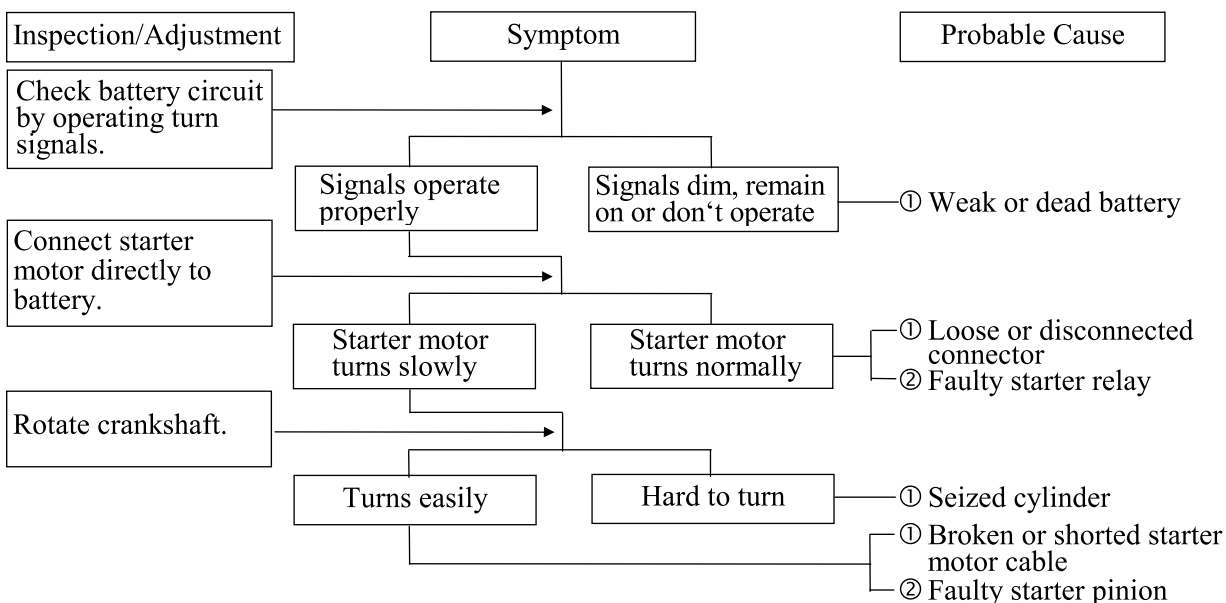 Inspection/Adjustment
Symptom
Probable Cause
Check battery circuit
by operating turn
signals.
Signals operate
properly
Signals dim, remain
on or don‘t operate
① Weak or dead battery
Connect starter
motor directly to
battery.
Starter motor
turns slowly
Starter motor
turns normally
① Loose or disconnected
connector
② Faulty starter relay
Rotate crankshaft.
Turns easily
Hard to turn
① Seized cylinder
① Broken or shorted starter
motor cable
② Faulty starter pinion